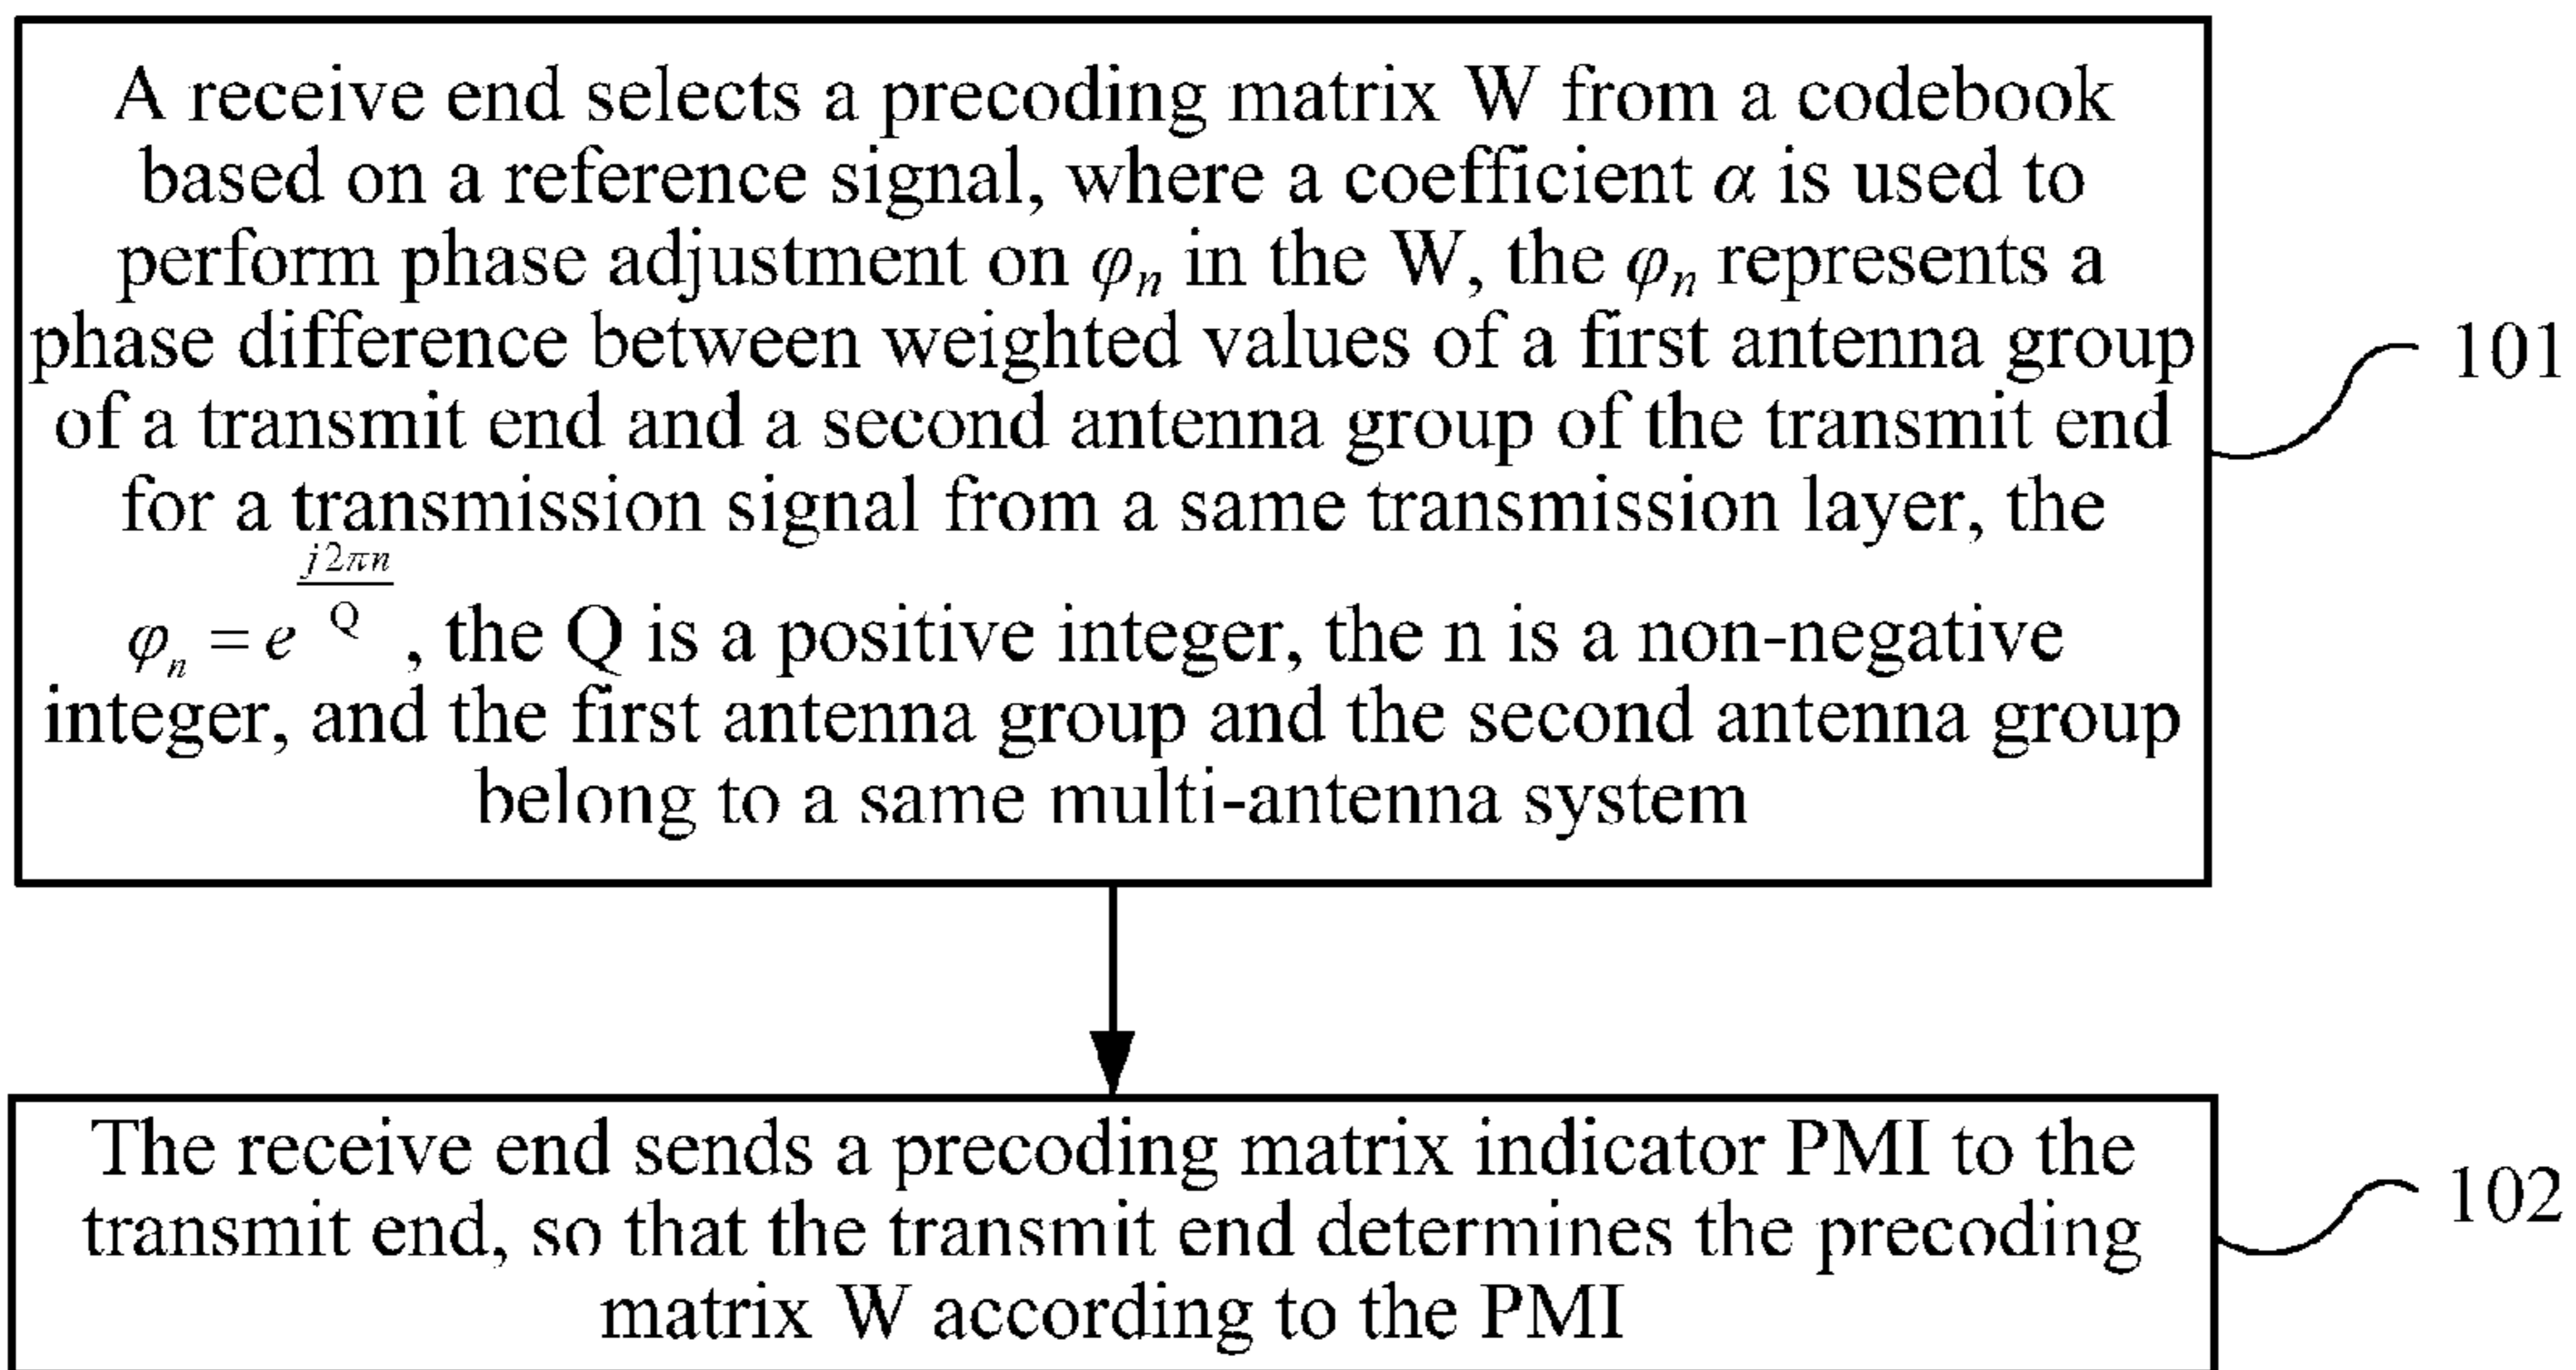 A receive end selects a precoding matrix W from a codebook
based on a reference signal, where a coefficient α is used to
perform phase adjustment on φₙ in the W, the φₙ represents a
phase difference between weighted values of a first antenna group
of a transmit end and a second antenna group of the transmit end
for a transmission signal from a same transmission layer, the
φₙ = e^(j2πn/Q), the Q is a positive integer, the n is a non-negative
integer, and the first antenna group and the second antenna group
belong to a same multi-antenna system
101
The receive end sends a precoding matrix indicator PMI to the
transmit end, so that the transmit end determines the precoding
matrix W according to the PMI
102